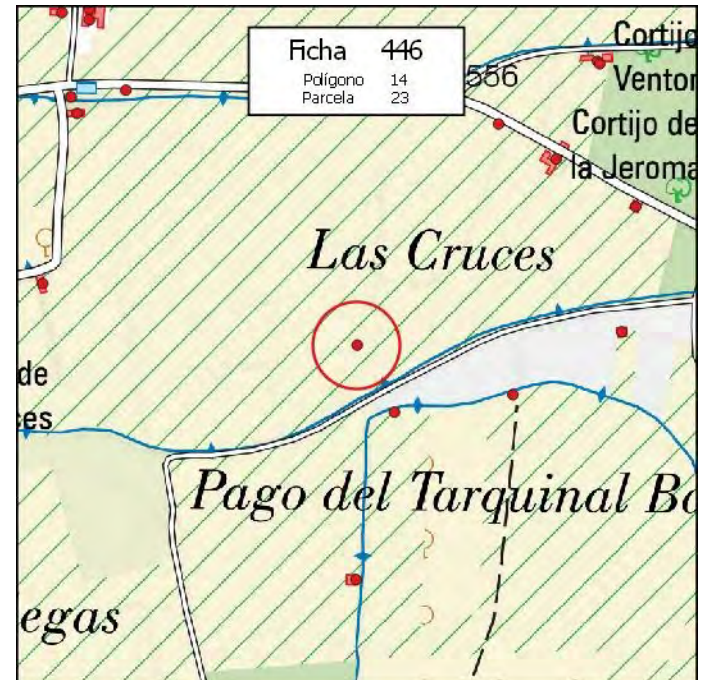 Ficha 446
Polígono 14
Parcela 23
556
Cortijo
Ventor
Cortijo de
la Jeroma
Las Cruces
de
ces
Pago del Tarquinal Ba
egas